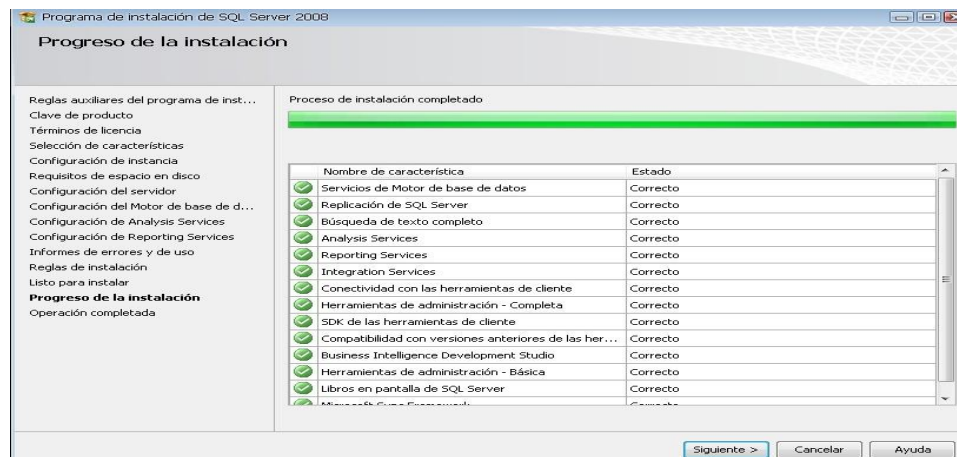 Programa de instalación de SQL Server 2008
Progreso de la instalación
Reglas auxiliares del programa de inst...
Clave de producto
Términos de licencia
Selección de características
Configuración de instancia
Requisitos de espacio en disco
Configuración del servidor
Configuración del Motor de base de d...
Configuración de Analysis Services
Configuración de Reporting Services
Informes de errores y de uso
Reglas de instalación
Listo para instalar
Progreso de la instalación
Operación completada
Proceso de instalación completado
Nombre de característica Estado
Servicios de Motor de base de datos Correcto
Replicación de SQL Server Correcto
Búsqueda de texto completo Correcto
Analysis Services Correcto
Reporting Services Correcto
Integration Services Correcto
Conectividad con las herramientas de cliente Correcto
Herramientas de administración - Completa Correcto
SDK de las herramientas de cliente Correcto
Compatibilidad con versiones anteriores de las her... Correcto
Business Intelligence Development Studio Correcto
Herramientas de administración - Básica Correcto
Libros en pantalla de SQL Server Correcto
Microsoft Sync Framework Correcto
Siguiente > Cancelar Ayuda